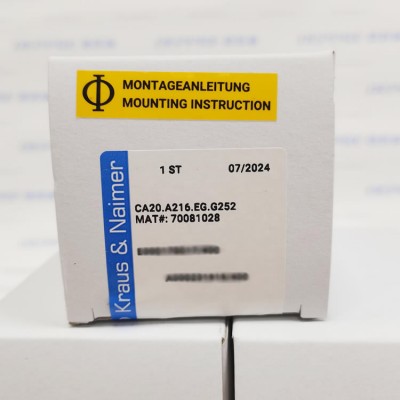 MONTAGEANLEITUNG
MOUNTING INSTRUCTION
Kraus & Naimer
1 ST 07/2024
CA20.A216.EG.G252
MAT#: 70081028